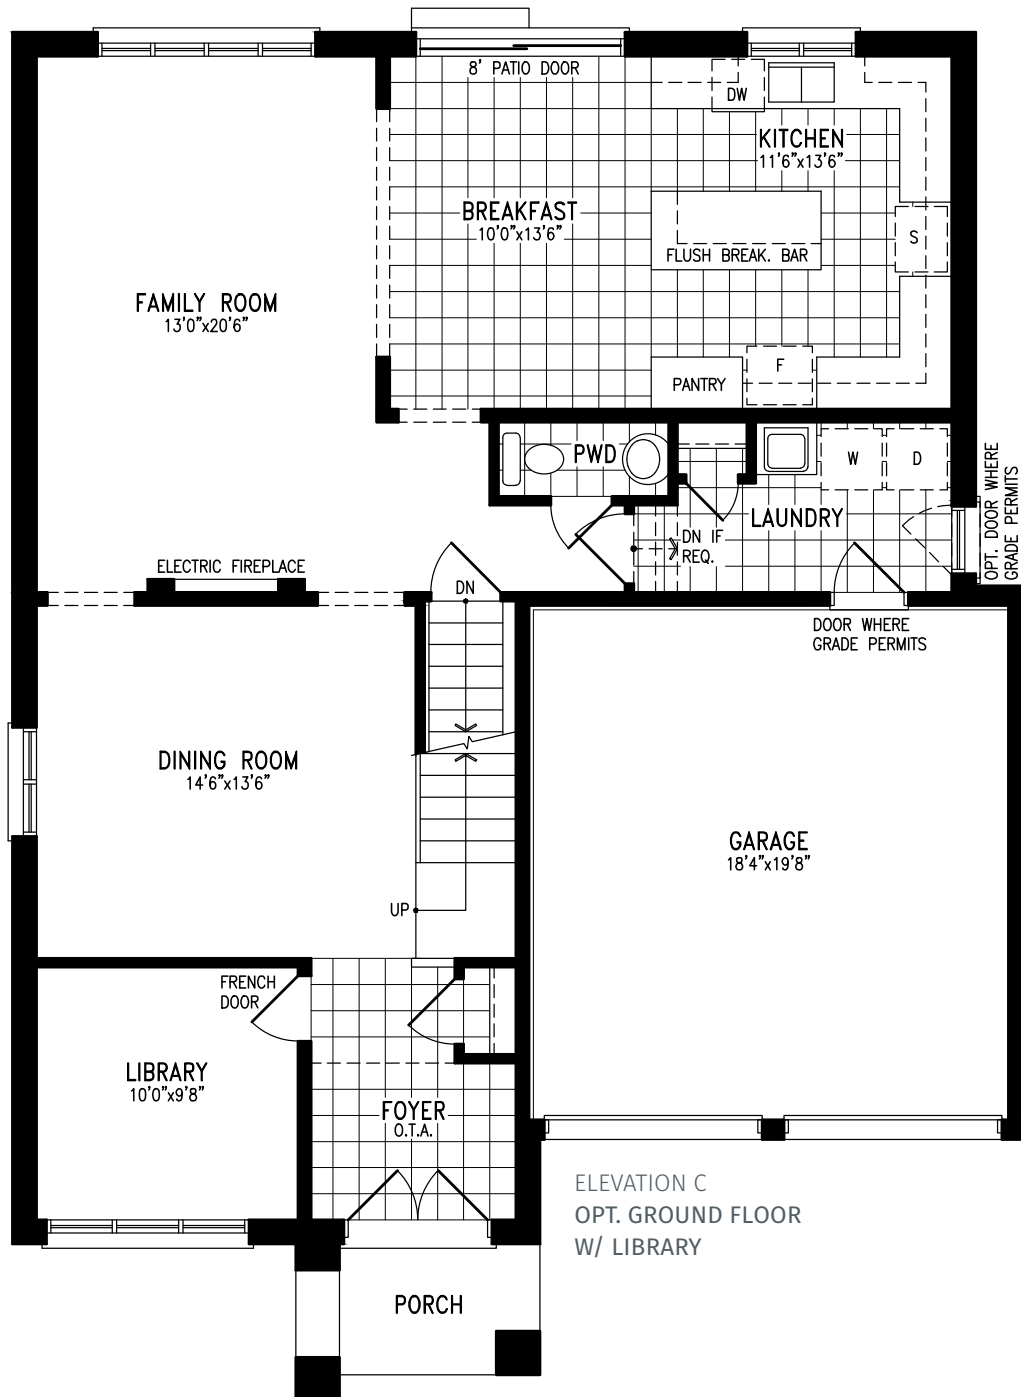 8' PATIO DOOR
DW
KITCHEN
11'6"x13'6"
BREAKFAST
10'0"x13'6"
S
FLUSH BREAK. BAR
FAMILY ROOM
13'0"x20'6"
F
PANTRY
PWD
W
D
LAUNDRY
DN IF
REQ.
OPT. DOOR WHERE
GRADE PERMITS
ELECTRIC FIREPLACE
DN
DOOR WHERE
GRADE PERMITS
DINING ROOM
14'6"x13'6"
GARAGE
18'4"x19'8"
UP
FRENCH
DOOR
LIBRARY
10'0"x9'8"
FOYER
O.T.A.
ELEVATION C
OPT. GROUND FLOOR
W/ LIBRARY
PORCH